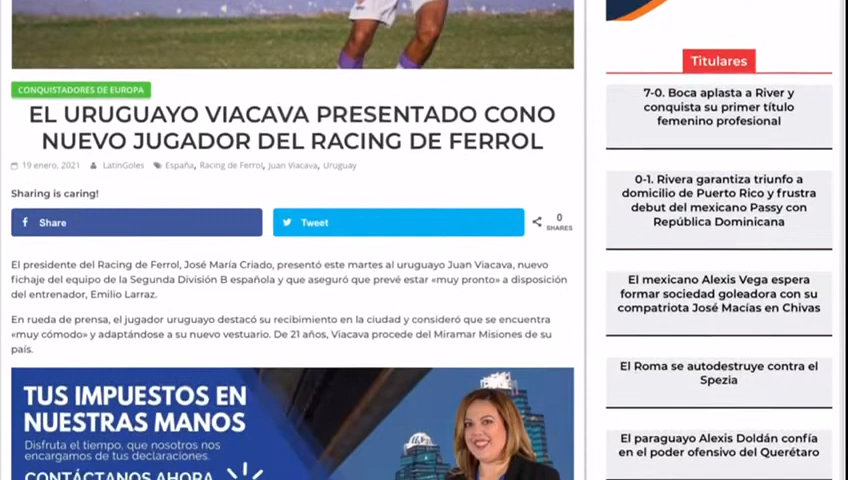 CONQUISTADORES DE EUROPA
EL URUGUAYO VIACAVA PRESENTADO CONO
NUEVO JUGADOR DEL RACING DE FERROL
19 enero, 2021 LatinGoles España, Racing de Ferrol, Juan Viacava, Uruguay
Sharing is caring!
Share
Tweet
0
SHARES
El presidente del Racing de Ferrol, José María Criado, presentó este martes al uruguayo Juan Viacava, nuevo
fichaje del equipo de la Segunda División B española y que aseguró que prevé estar «muy pronto» a disposición
del entrenador, Emilio Larraz.
En rueda de prensa, el jugador uruguayo destacó su recibimiento en la ciudad y consideró que se encuentra
«muy cómodo» y adaptándose a su nuevo vestuario. De 21 años, Viacava procede del Miramar Misiones de su
país.
TUS IMPUESTOS EN
NUESTRAS MANOS
Disfruta el tiempo, que nosotros nos
encargamos de tus declaraciones.
CONTÁCTANOS AHORA
Titulares
7-0. Boca aplasta a River y
conquista su primer título
femenino profesional
0-1. Rivera garantiza triunfo a
domicilio de Puerto Rico y frustra
debut del mexicano Passy con
República Dominicana
El mexicano Alexis Vega espera
formar sociedad goleadora con su
compatriota José Macías en Chivas
El Roma se autodestruye contra el
Spezia
El paraguayo Alexis Doldán confía
en el poder ofensivo del Querétaro